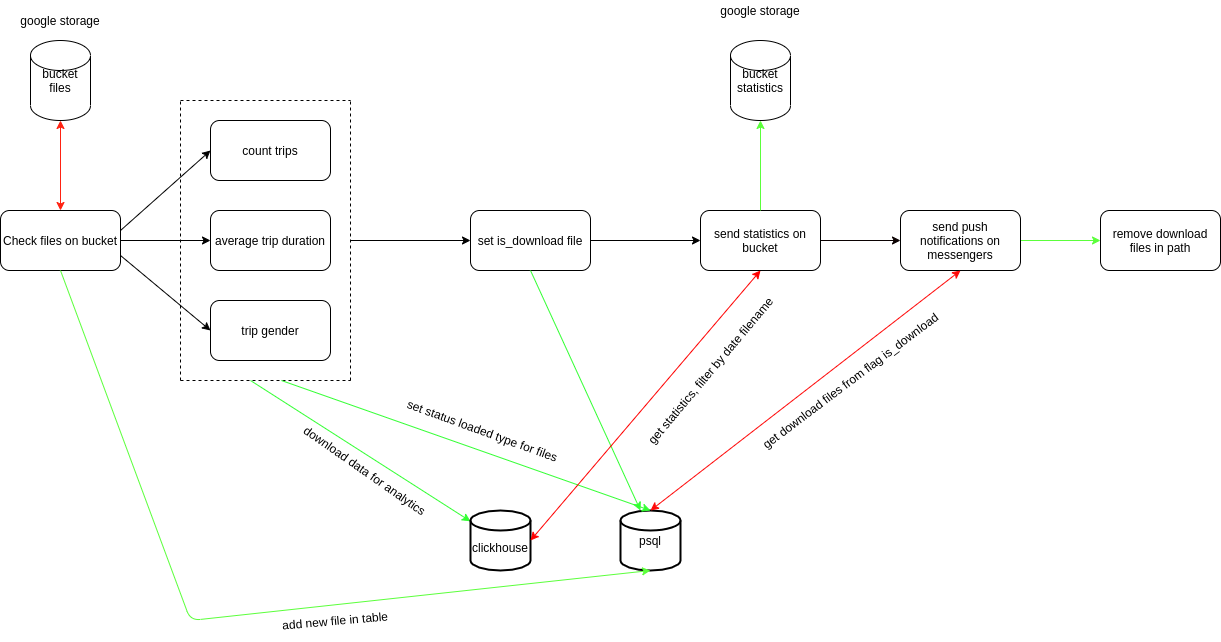 google storage
google storage
bucket
files
bucket
statistics
count trips
Check files on bucket
average trip duration
set is_download file
send statistics on
bucket
send push
notifications on
messengers
remove download
files in path
trip gender
get statistics, filter by date filename
get download files from flag is_download
set status loaded type for files
download data for analytics
clickhouse
psql
add new file in table